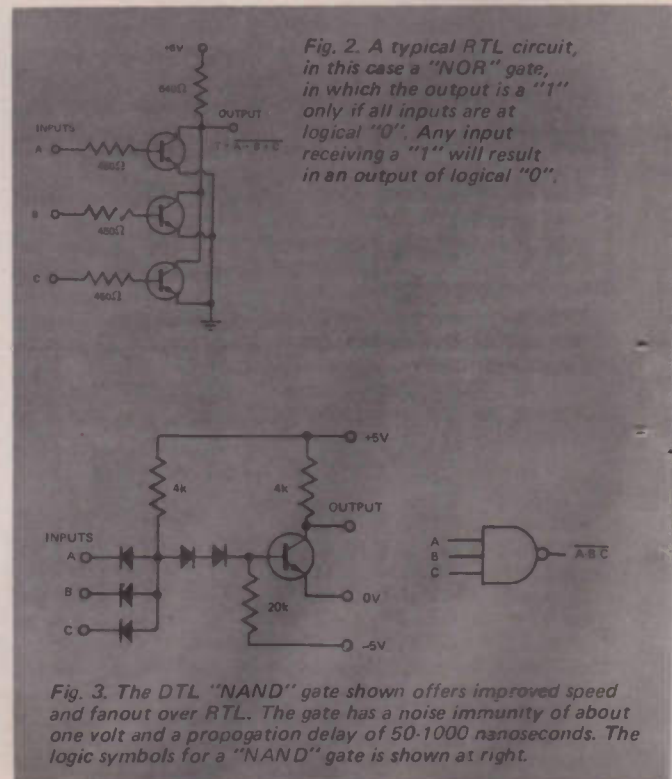 +5V
640Ω
OUTPUT
INPUTS
A
B
C
480Ω
480Ω
480Ω
Fig. 2. A typical RTL circuit,
in this case a "NOR" gate,
in which the output is a "1"
only if all inputs are at
logical "0". Any input
receiving a "1" will result
in an output of logical "0".
+5V
4k
4k
OUTPUT
INPUTS
A
B
C
20k
0V
-5V
A
B
C
A·B·C
Fig. 3. The DTL "NAND" gate shown offers improved speed
and fanout over RTL. The gate has a noise immunity of about
one volt and a propogation delay of 50-1000 nanoseconds. The
logic symbols for a "NAND" gate is shown at right.